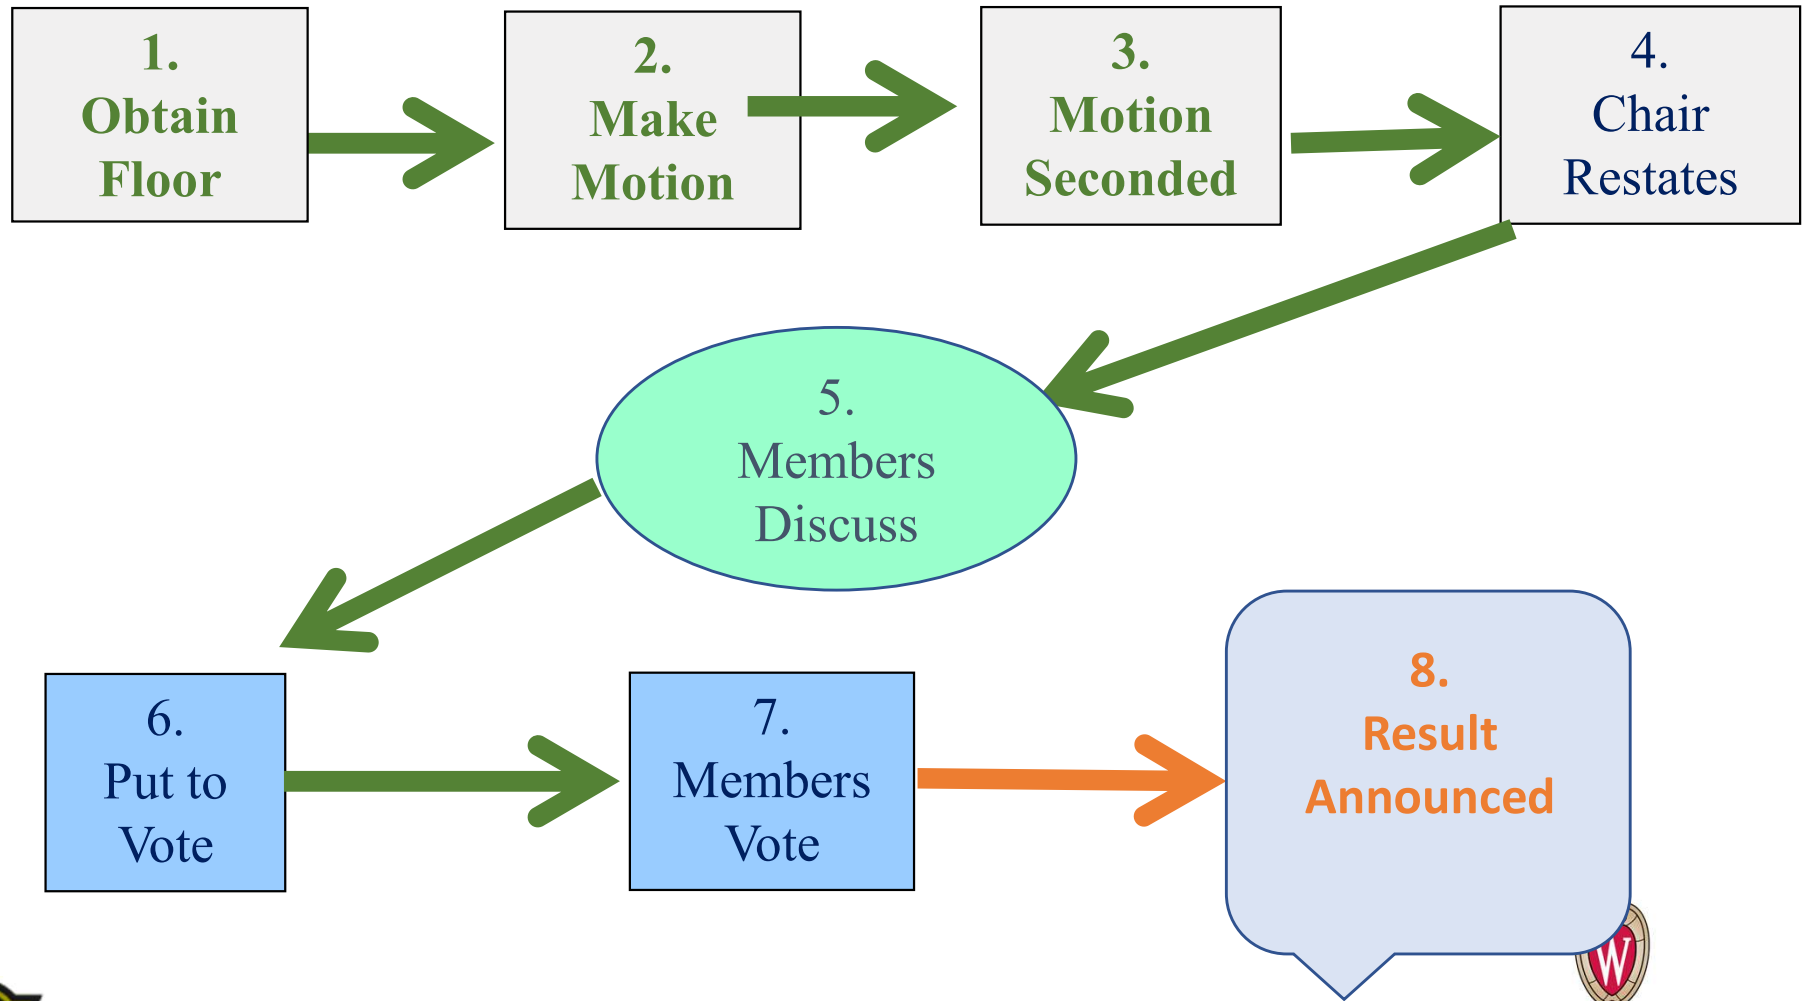 1.
Obtain
Floor
2.
Make
Motion
3.
Motion
Seconded
4.
Chair
Restates
5.
Members
Discuss
6.
Put to
Vote
7.
Members
Vote
8.
Result
Announced
W